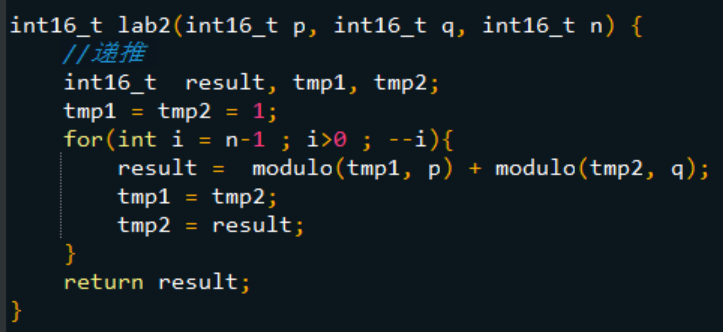 int16_t lab2(int16_t p, int16_t q, int16_t n) {
//递推
int16_t  result, tmp1, tmp2;
tmp1 = tmp2 = 1;
for(int i = n-1 ; i>0 ; --i){
result =  modulo(tmp1, p) + modulo(tmp2, q);
tmp1 = tmp2;
tmp2 = result;
}
return result;
}